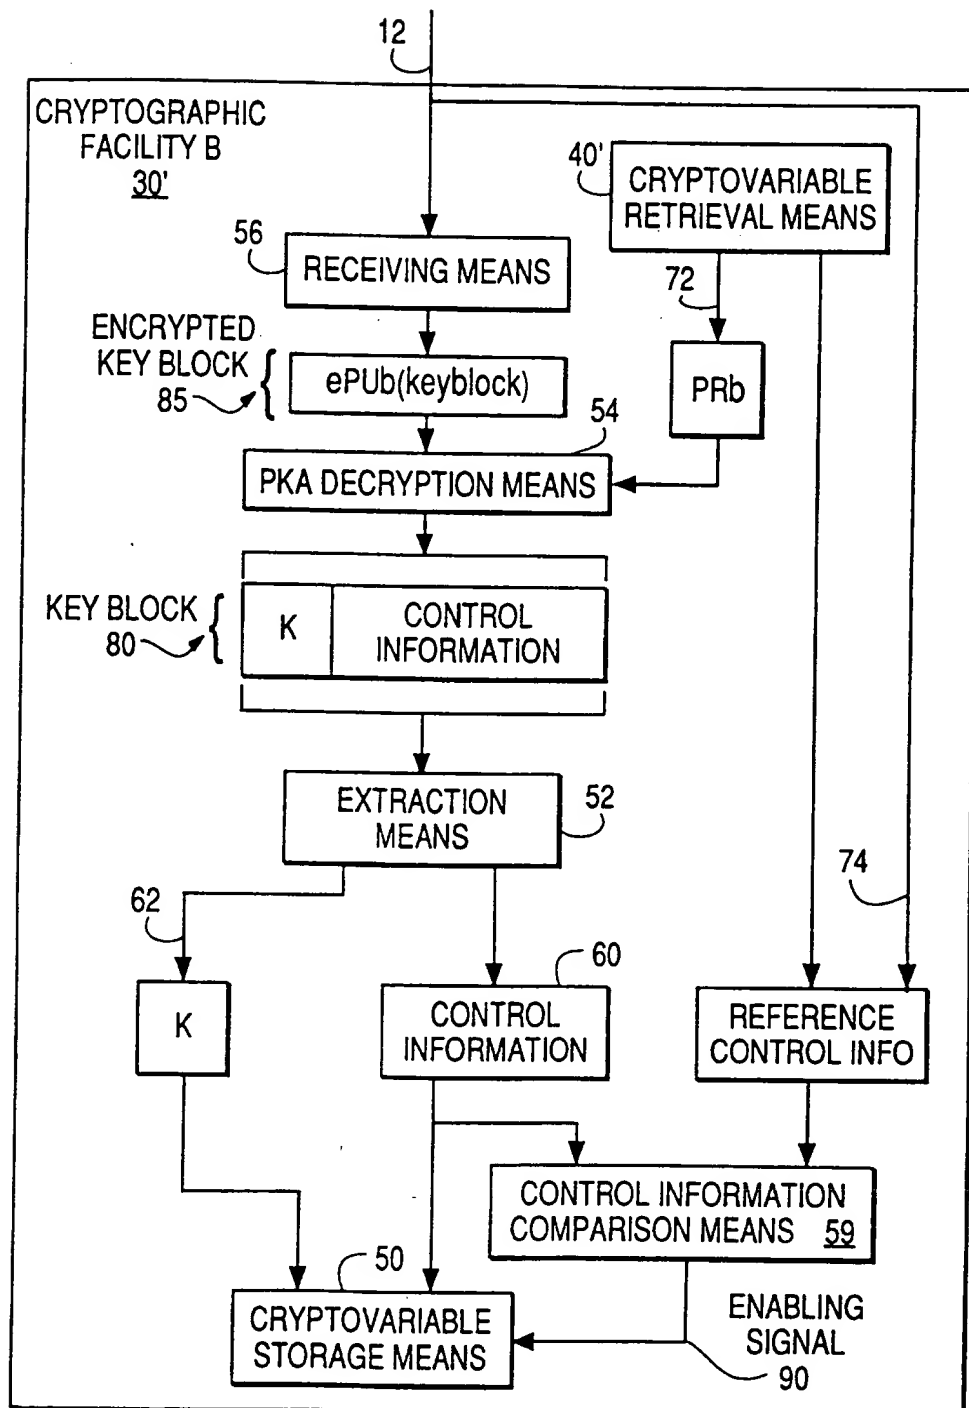 12
CRYPTOGRAPHIC
FACILITY B
30'
40'
CRYPTOVARIABLE
RETRIEVAL MEANS
56
RECEIVING MEANS
72
ENCRYPTED
KEY BLOCK
85
ePUb(keyblock)
PRb
54
PKA DECRYPTION MEANS
KEY BLOCK
80
K
CONTROL
INFORMATION
EXTRACTION
MEANS
52
74
62
60
K
CONTROL
INFORMATION
REFERENCE
CONTROL INFO
CONTROL INFORMATION
COMPARISON MEANS 59
50
CRYPTOVARIABLE
STORAGE MEANS
ENABLING
SIGNAL
90